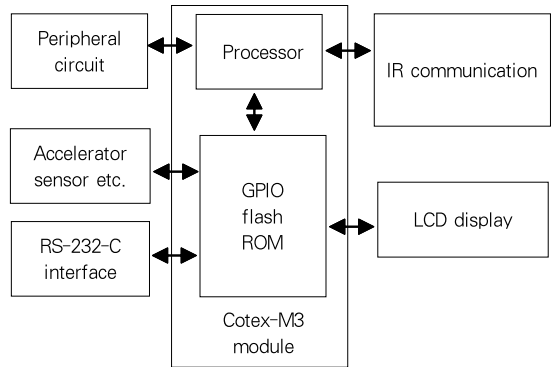 Peripheral
circuit
Processor
IR communication
Accelerator
sensor etc.
GPIO
flash
ROM
LCD display
RS-232-C
interface
Cotex-M3
module